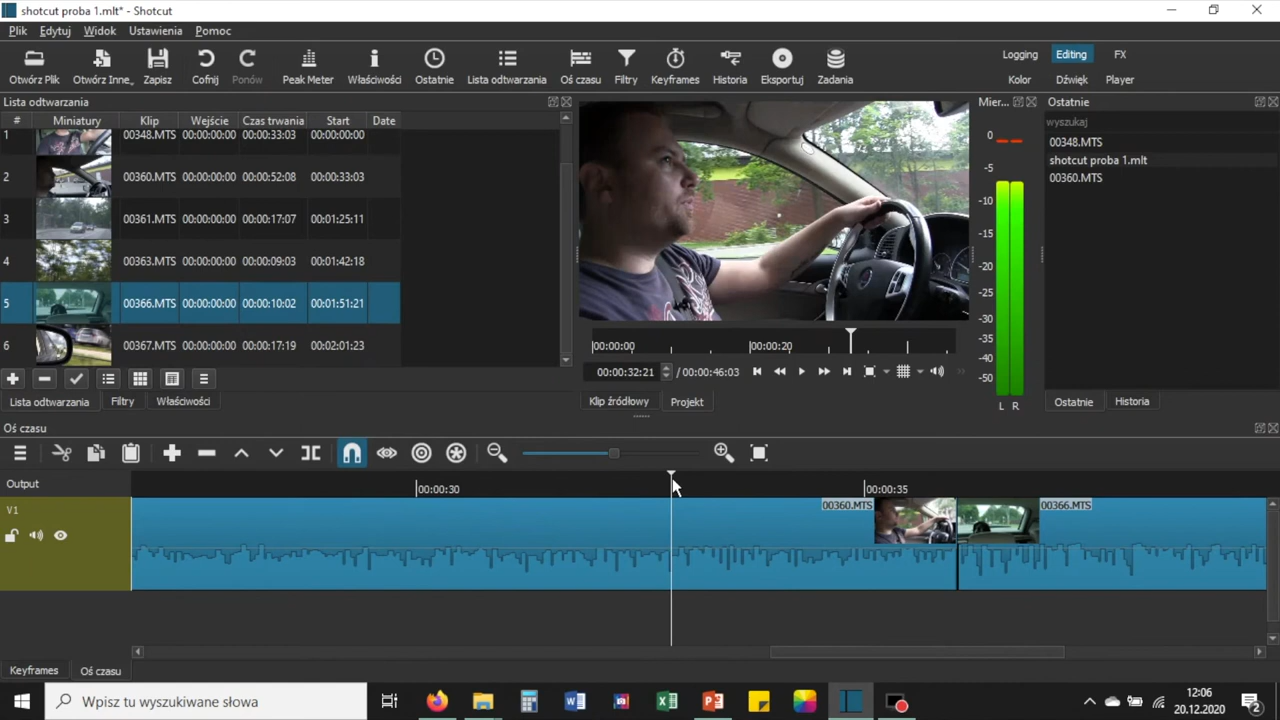 shotcut proba 1.mlt* - Shotcut
Plik Edytuj Widok Ustawienia Pomoc
Otwórz Plik Otwórz Inne... Zapisz Cofnij Ponów Peak Meter Właściwości Ostatnie Lista odtwarzania Oś czasu Filtry Keyframes Historia Eksportuj Zadania
Logging Editing FX
Kolor Dźwięk Player
Lista odtwarzania
# Miniatury Klip Wejście Czas trwania Start Date
1 00348.MTS 00:00:00:00 00:00:33:03 00:00:00:00
2 00360.MTS 00:00:00:00 00:00:52:08 00:00:33:03
3 00361.MTS 00:00:00:00 00:00:17:07 00:01:25:11
4 00363.MTS 00:00:00:00 00:00:09:03 00:01:42:18
5 00366.MTS 00:00:00:00 00:00:10:02 00:01:51:21
6 00367.MTS 00:00:00:00 00:00:17:19 00:02:01:23
Lista odtwarzania Filtry Właściwości
00:00:00 00:00:20
00:00:32:21 / 00:00:46:03
Klip źródłowy Projekt
Mier...
0
-5
-10
-15
-20
-25
-30
-35
-40
-50
L R
Ostatnie
wyszukaj
00348.MTS
shotcut proba 1.mlt
00360.MTS
Ostatnie Historia
Oś czasu
Output
00:00:30 00:00:35
V1
00360.MTS 00366.MTS
Keyframes Oś czasu
Wpisz tu wyszukiwane słowa
12:06
20.12.2020
2